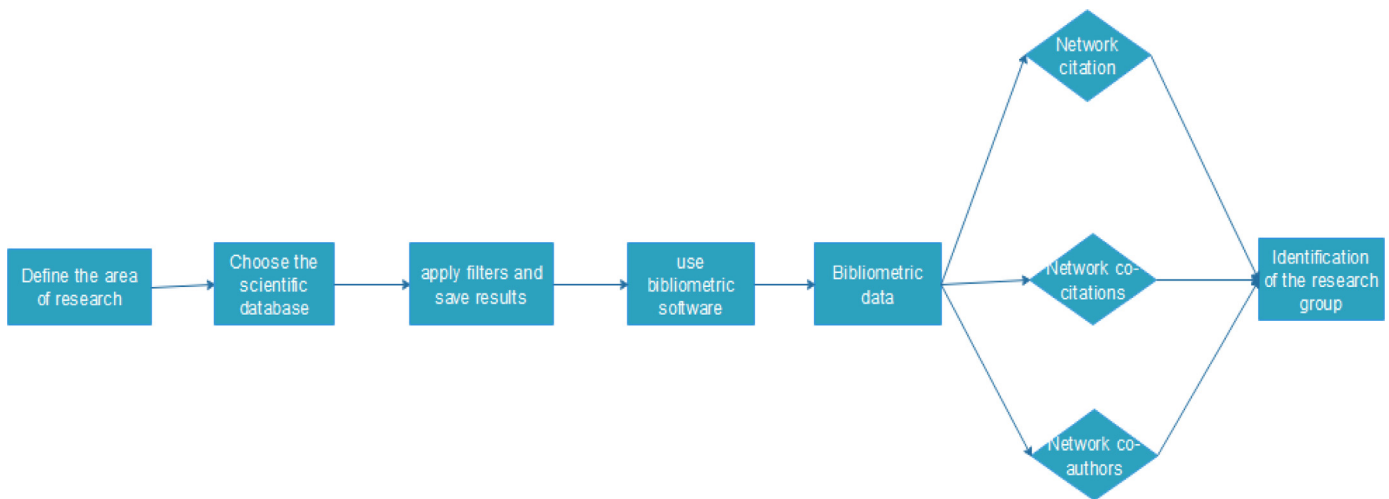 Define the area
of research
Choose the
scientific
database
apply filters and
save results
use
bibliometric
software
Bibliometric
data
Network
citation
Network co-
citations
Network co-
authors
Identification
of the research
group